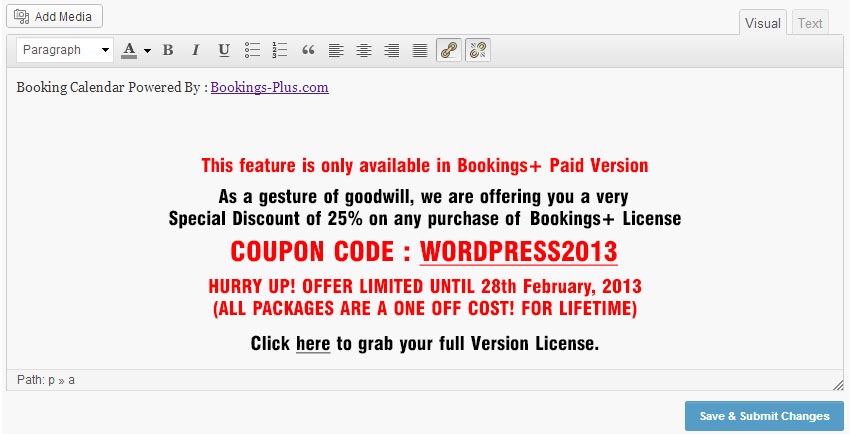 Add Media
Visual Text
Paragraph A B I U
Booking Calendar Powered By : Bookings-Plus.com
This feature is only available in Bookings+ Paid Version
As a gesture of goodwill, we are offering you a very
Special Discount of 25% on any purchase of Bookings+ License
COUPON CODE : WORDPRESS2013
HURRY UP! OFFER LIMITED UNTIL 28th February, 2013
(ALL PACKAGES ARE A ONE OFF COST! FOR LIFETIME)
Click here to grab your full Version License.
Path: p » a
Save & Submit Changes